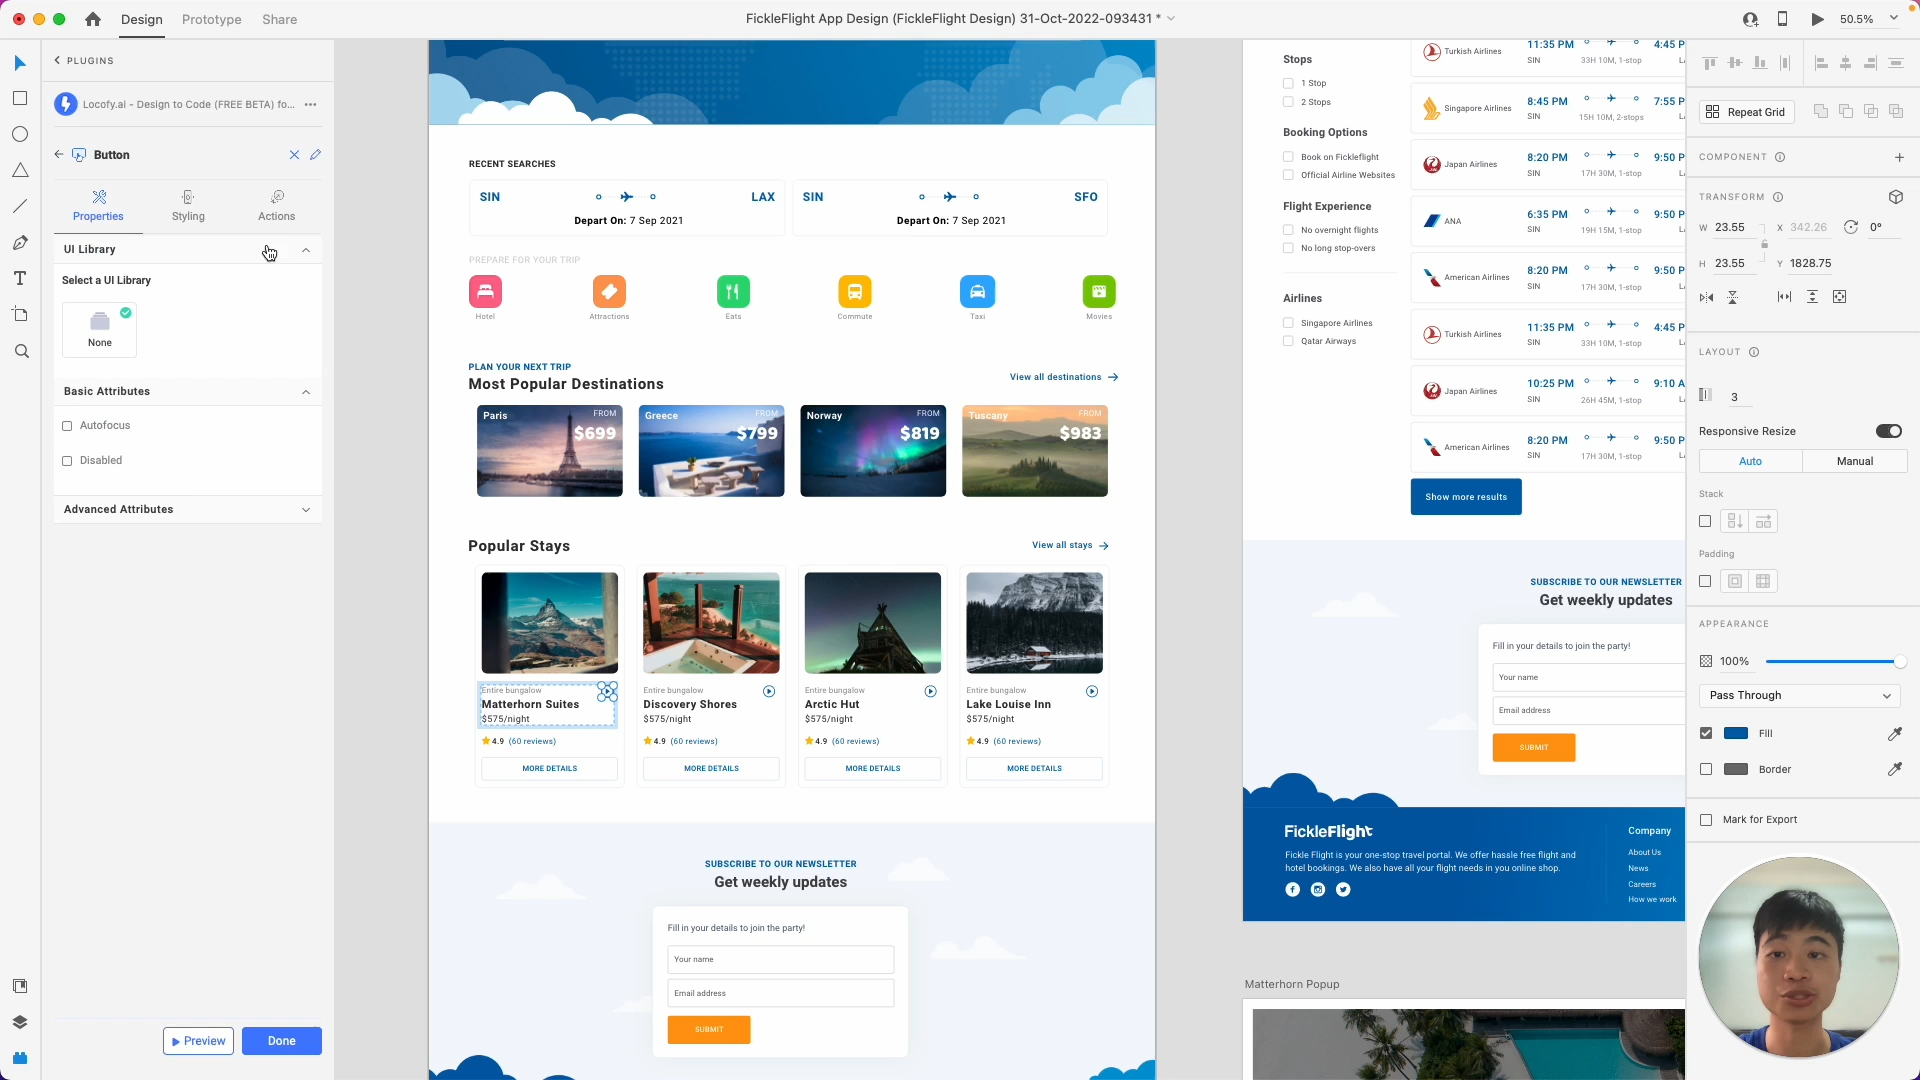 Design
Prototype
Share
FickleFlight App Design (FickleFlight Design) 31-Oct-2022-093431 *
50.5%
PLUGINS
Locofy.ai - Design to Code (FREE BETA) fo...
Button
Properties
Styling
Actions
UI Library
Select a UI Library
None
Basic Attributes
Autofocus
Disabled
Advanced Attributes
Preview
Done
RECENT SEARCHES
SIN
LAX
Depart On: 7 Sep 2021
SIN
SFO
Depart On: 7 Sep 2021
PREPARE FOR YOUR TRIP
Hotel
Attractions
Eats
Commute
Taxi
Movies
PLAN YOUR NEXT TRIP
Most Popular Destinations
View all destinations
Paris
FROM
$699
Greece
FROM
$799
Norway
FROM
$819
Tuscany
FROM
$983
Popular Stays
View all stays
Entire bungalow
Matterhorn Suites
$575/night
4.9 (60 reviews)
MORE DETAILS
Entire bungalow
Discovery Shores
$575/night
4.9 (60 reviews)
MORE DETAILS
Entire bungalow
Arctic Hut
$575/night
4.9 (60 reviews)
MORE DETAILS
Entire bungalow
Lake Louise Inn
$575/night
4.9 (60 reviews)
MORE DETAILS
SUBSCRIBE TO OUR NEWSLETTER
Get weekly updates
Fill in your details to join the party!
Your name
Email address
SUBMIT
Stops
1 Stop
2 Stops
Booking Options
Book on Fickleflight
Official Airline Websites
Flight Experience
No overnight flights
No long stop-overs
Airlines
Singapore Airlines
Qatar Airways
Turkish Airlines
11:35 PM
4:45 P
SIN
33H 10M, 1-stop
Singapore Airlines
8:45 PM
7:55 P
SIN
15H 10M, 2-stops
Japan Airlines
8:20 PM
9:50 P
SIN
17H 30M, 1-stop
ANA
6:35 PM
9:50 P
SIN
19H 15M, 1-stop
American Airlines
8:20 PM
9:50 P
SIN
17H 30M, 1-stop
Turkish Airlines
11:35 PM
4:45 P
SIN
33H 10M, 1-stop
Japan Airlines
10:25 PM
9:10 A
SIN
26H 45M, 1-stop
American Airlines
8:20 PM
9:50 P
SIN
17H 30M, 1-stop
Show more results
SUBSCRIBE TO OUR NEWSLETTER
Get weekly updates
Fill in your details to join the party!
Your name
Email address
SUBMIT
FickleFlight
Fickle Flight is your one-stop travel portal. We offer hassle free flight and
hotel bookings. We also have all your flight needs in you online shop.
Company
About Us
News
Careers
How we work
Matterhorn Popup
Repeat Grid
COMPONENT
TRANSFORM
W 23.55
X 342.26
0°
H 23.55
Y 1828.75
LAYOUT
3
Responsive Resize
Auto
Manual
Stack
Padding
APPEARANCE
100%
Pass Through
Fill
Border
Mark for Export